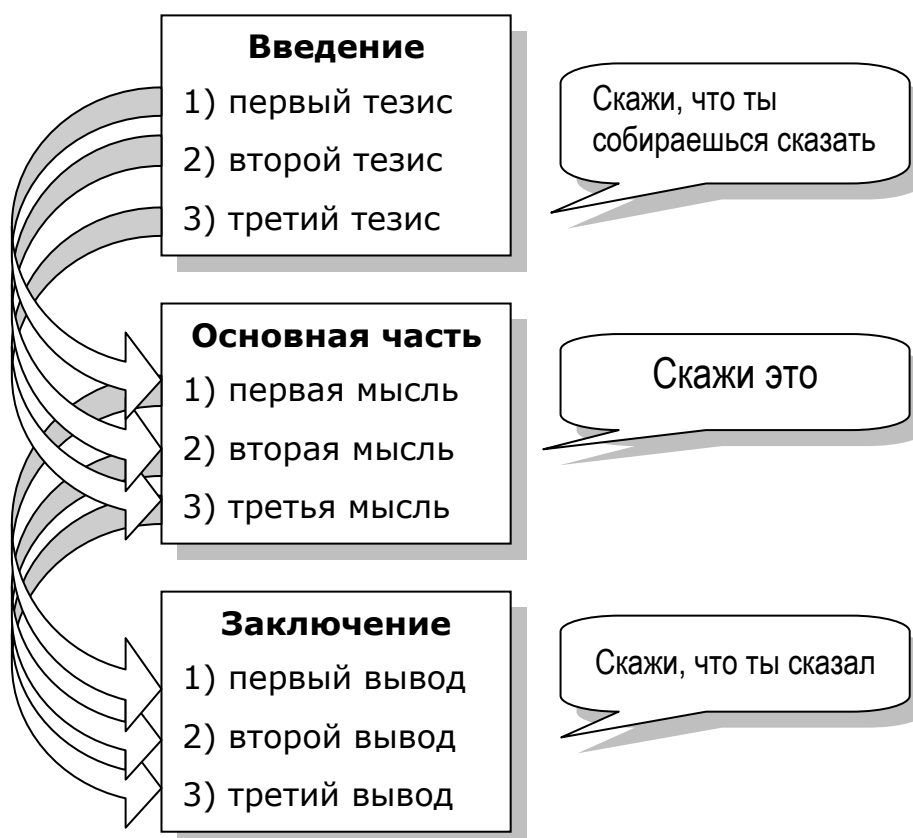 Введение
1) первый тезис
2) второй тезис
3) третий тезис
Скажи, что ты
собираешься сказать
Основная часть
1) первая мысль
2) вторая мысль
3) третья мысль
Скажи это
Заключение
1) первый вывод
2) второй вывод
3) третий вывод
Скажи, что ты сказал